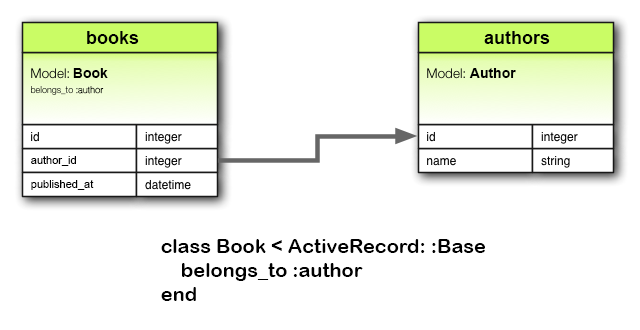 books
Model: Book
belongs_to :author
id integer
author_id integer
published_at datetime
authors
Model: Author
id integer
name string
class Book < ActiveRecord: :Base
belongs_to :author
end